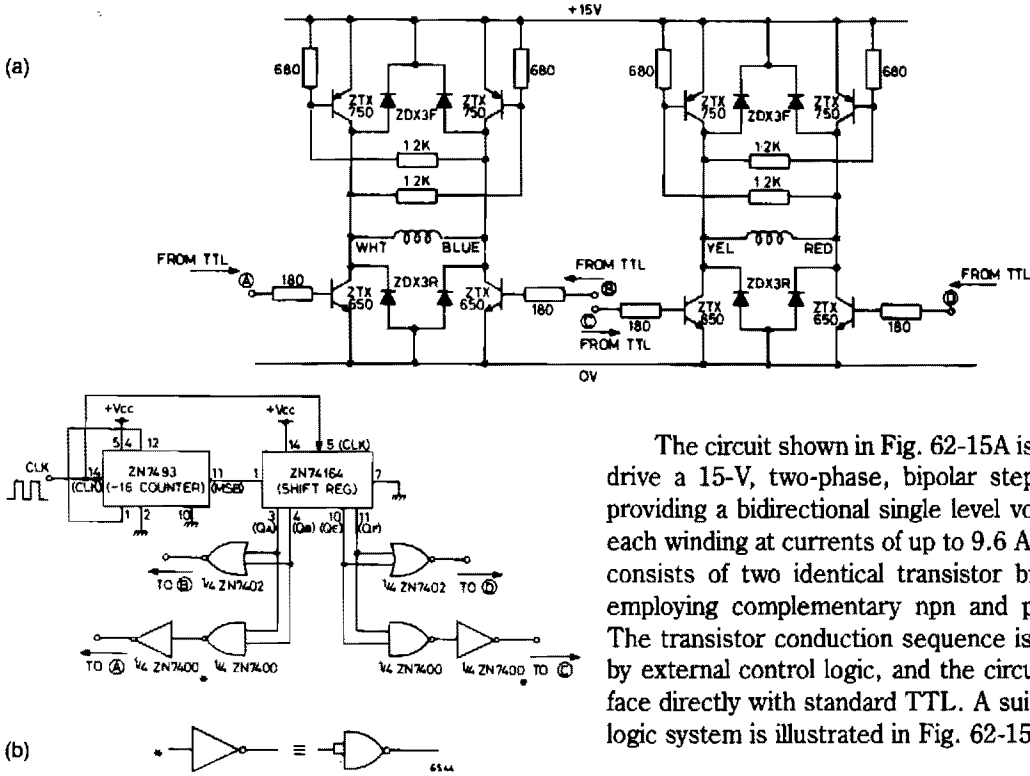 (a)
+15V
680
ZTX
750
ZDX3F
ZTX
750
680
680
ZTX
750
ZDX3F
ZTX
750
680
1.2K
1.2K
1.2K
1.2K
WHT
BLUE
YEL
RED
FROM TTL
A
180
ZTX
650
ZDX3R
ZTX
650
180
FROM TTL
B
C
FROM TTL
180
ZTX
650
ZDX3R
ZTX
650
180
D
FROM TTL
0V
+Vcc
+Vcc
5 4 12
14
5 (CLK)
CLK
14
(CLK)
ZN7493
(÷16 COUNTER)
11
(MSB)
1
ZN74164
(SHIFT REG)
7
1 2 10
3 4 10 11
(QA) (QB) (QE) (QF)
TO B
1/4 ZN7402
1/4 ZN7402
TO D
TO A
1/4 ZN7400
*
1/4 ZN7400
1/4 ZN7400
1/4 ZN7400
*
TO C
(b)
* ≡
6544
The circuit shown in Fig. 62-15A is
drive a 15-V, two-phase, bipolar step
providing a bidirectional single level vo
each winding at currents of up to 9.6 A
consists of two identical transistor br
employing complementary npn and p
The transistor conduction sequence is
by external control logic, and the circu
face directly with standard TTL. A sui
logic system is illustrated in Fig. 62-15